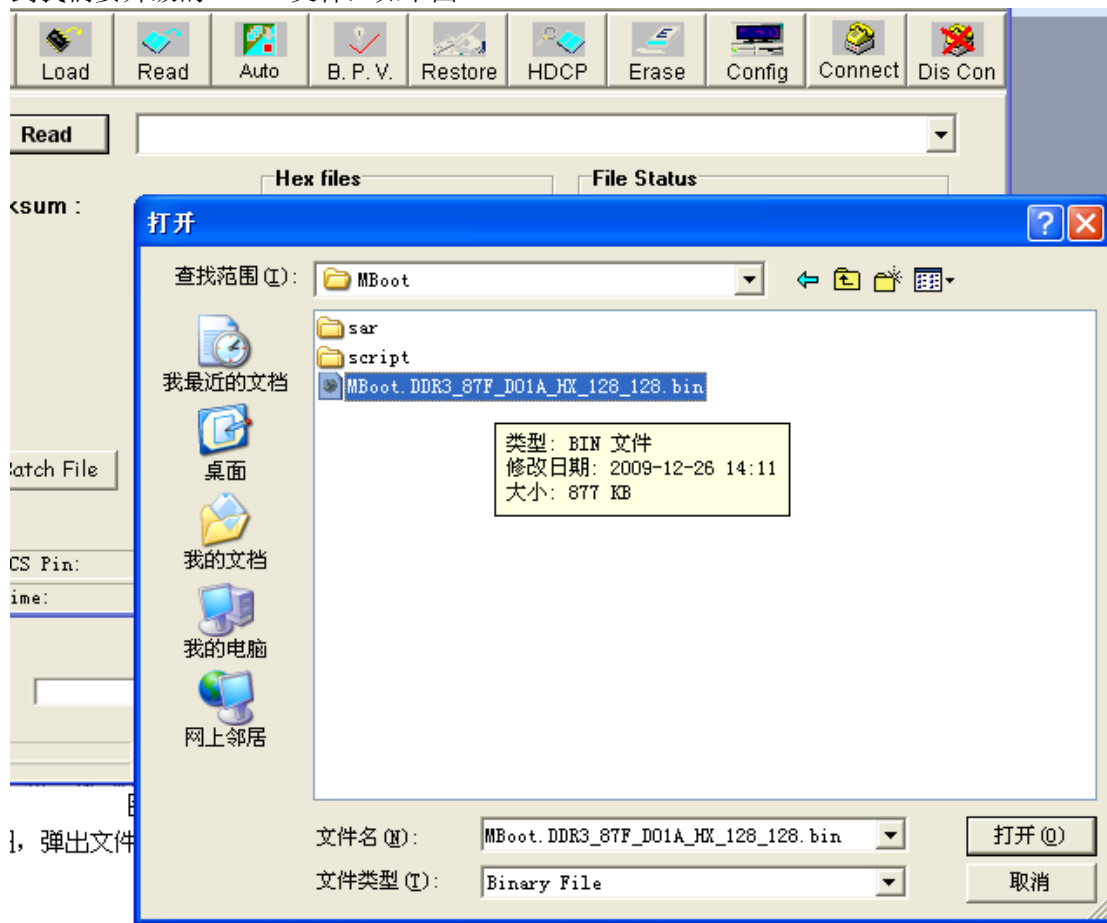 Load Read Auto B. P. V. Restore HDCP Erase Config Connect Dis Con
Read
Hex files File Status
ksum :
打开
查找范围(I): MBoot
sar
script
MBoot.DDR3_87F_D01A_HX_128_128.bin
类型: BIN 文件
修改日期: 2009-12-26 14:11
大小: 877 KB
我最近的文档
桌面
我的文档
我的电脑
网上邻居
atch File
CS Pin:
ime:
，弹出文件
文件名(N): MBoot.DDR3_87F_D01A_HX_128_128.bin 打开(O)
文件类型(T): Binary File 取消